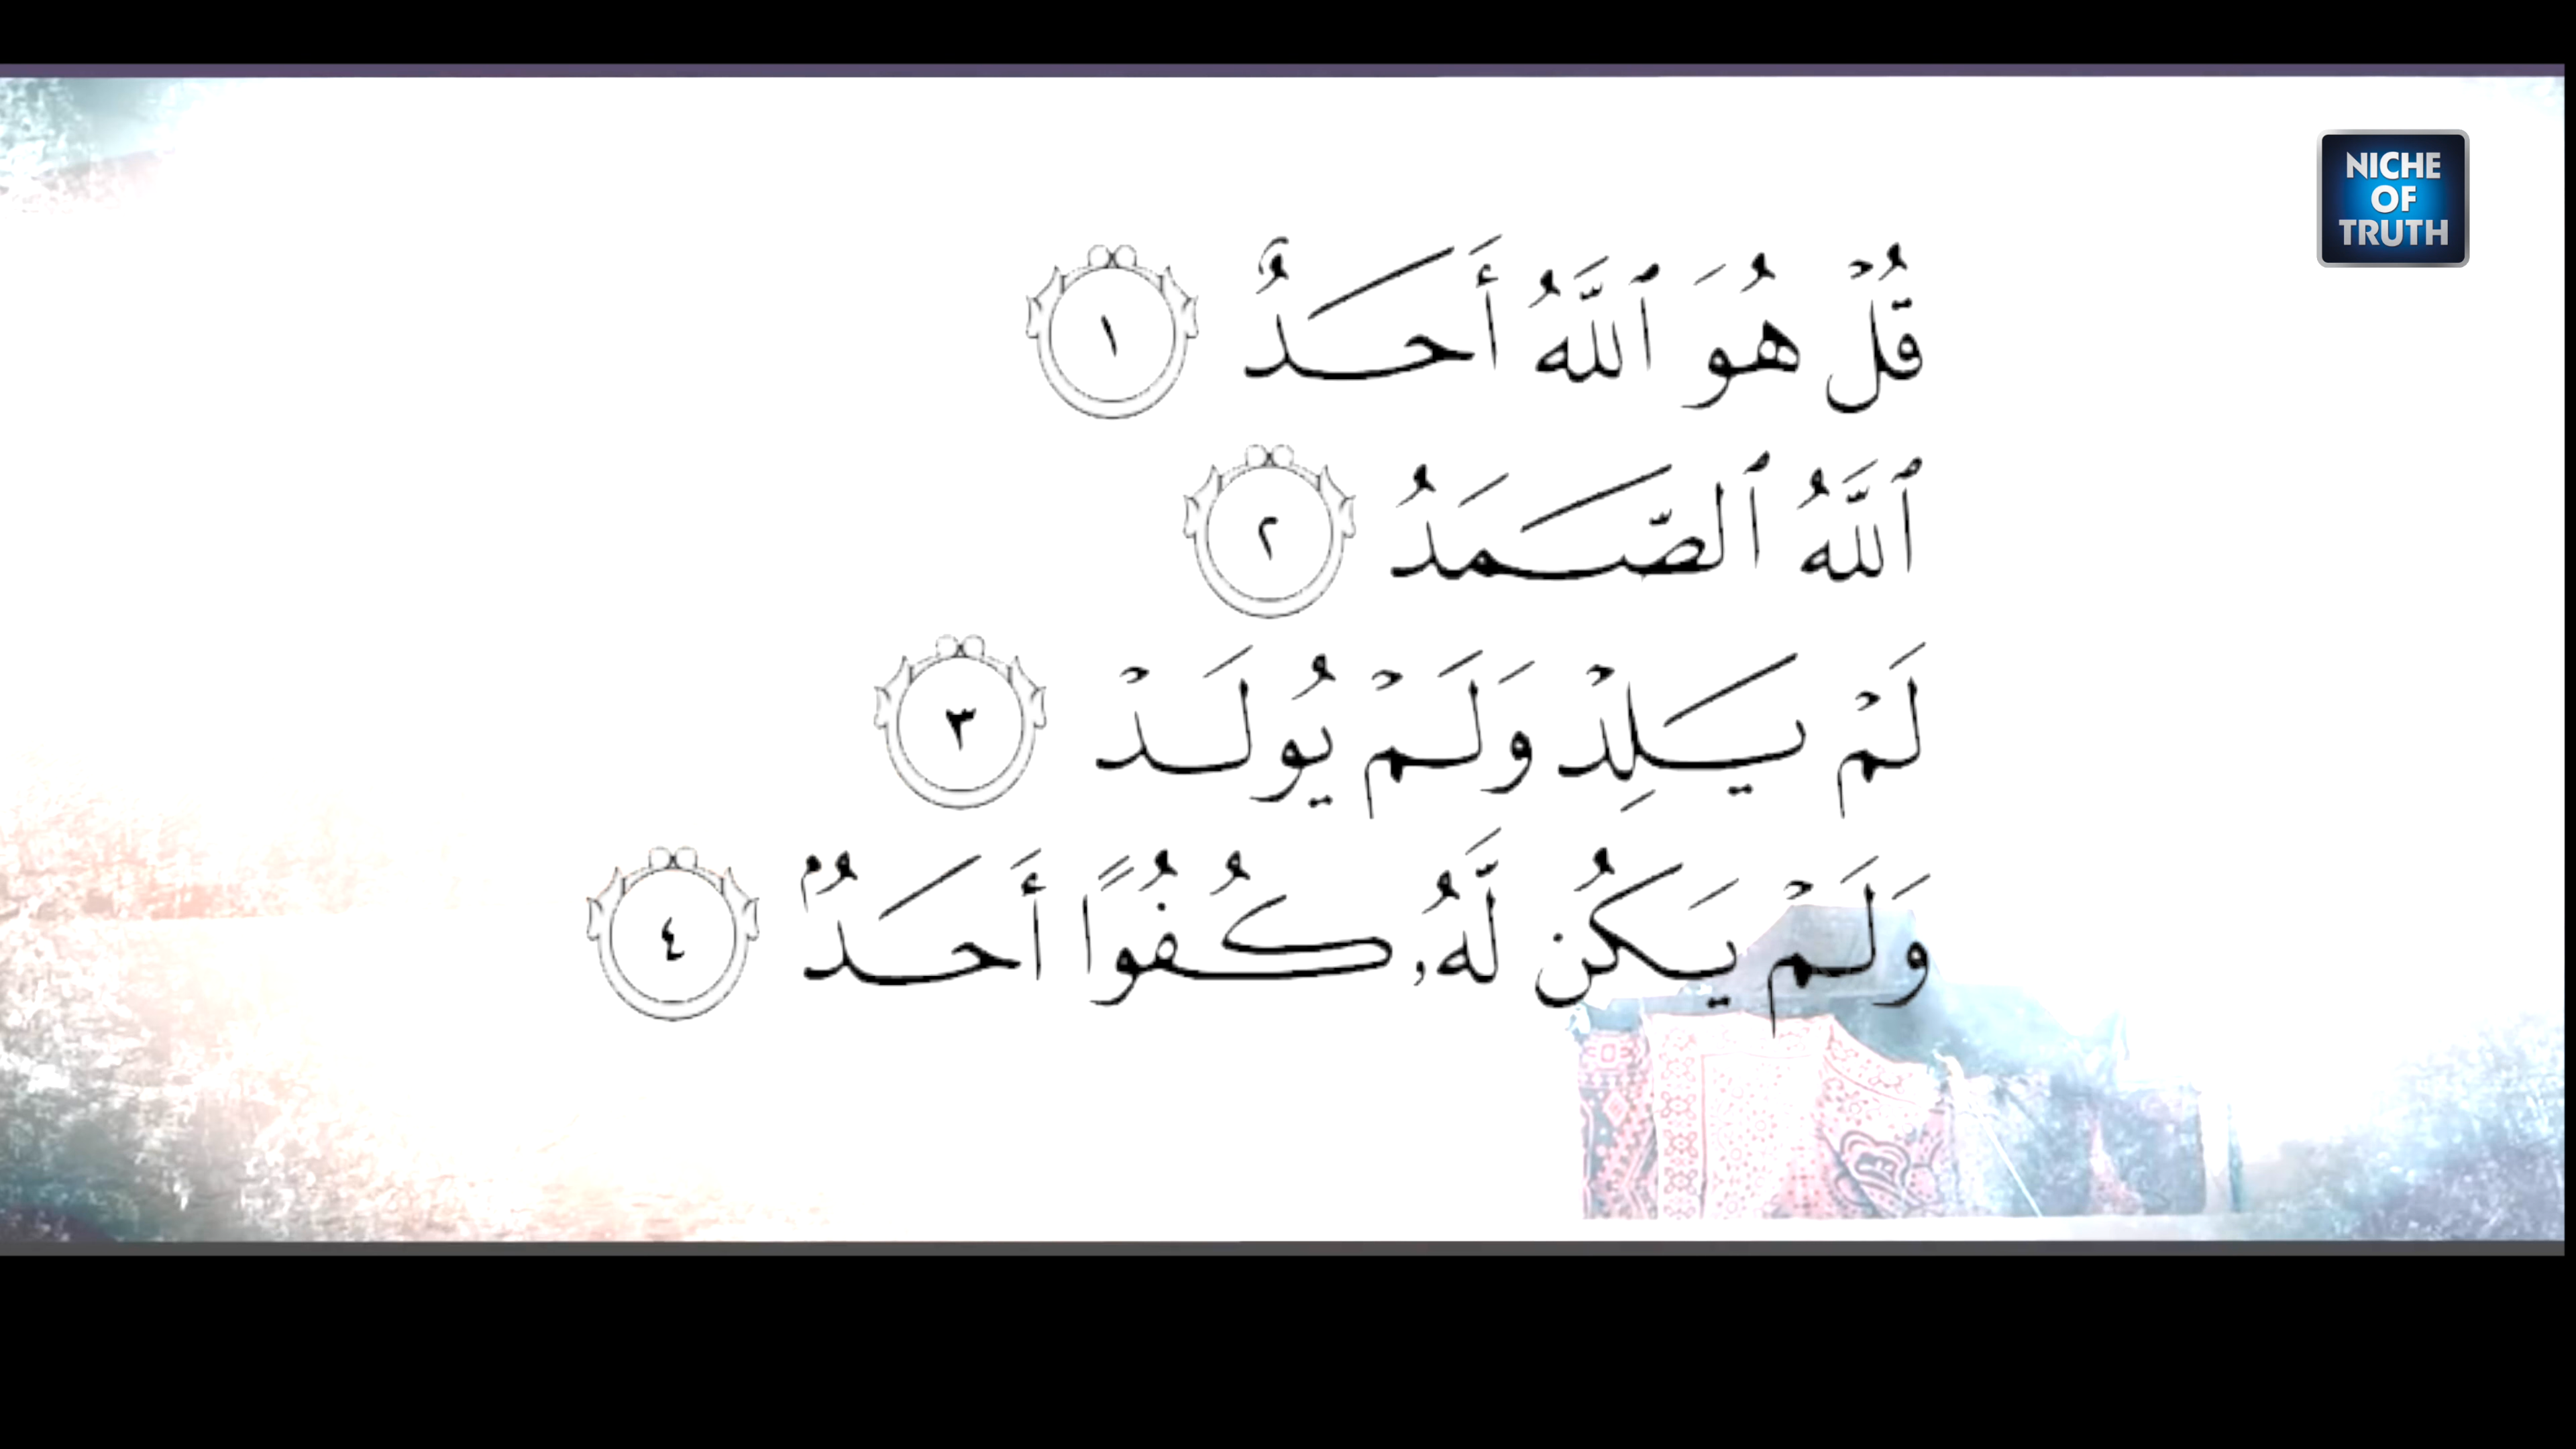 NICHE
OF
TRUTH
قُلْ هُوَ ٱللَّهُ أَحَدٌ ١
ٱللَّهُ ٱلصَّمَدُ ٢
لَمْ يَلِدْ وَلَمْ يُولَدْ ٣
وَلَمْ يَكُن لَّهُۥ كُفُوًا أَحَدٌۢ ٤